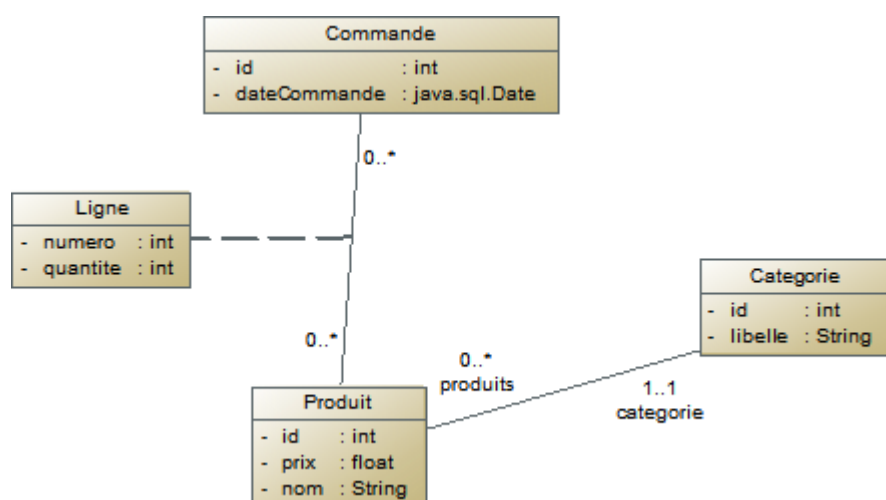 Commande
- id : int
- dateCommande : java.sql.Date
0..*
Ligne
- numero : int
- quantite : int
Categorie
- id : int
- libelle : String
0..*
0..*
produits
1..1
categorie
Produit
- id : int
- prix : float
- nom : String